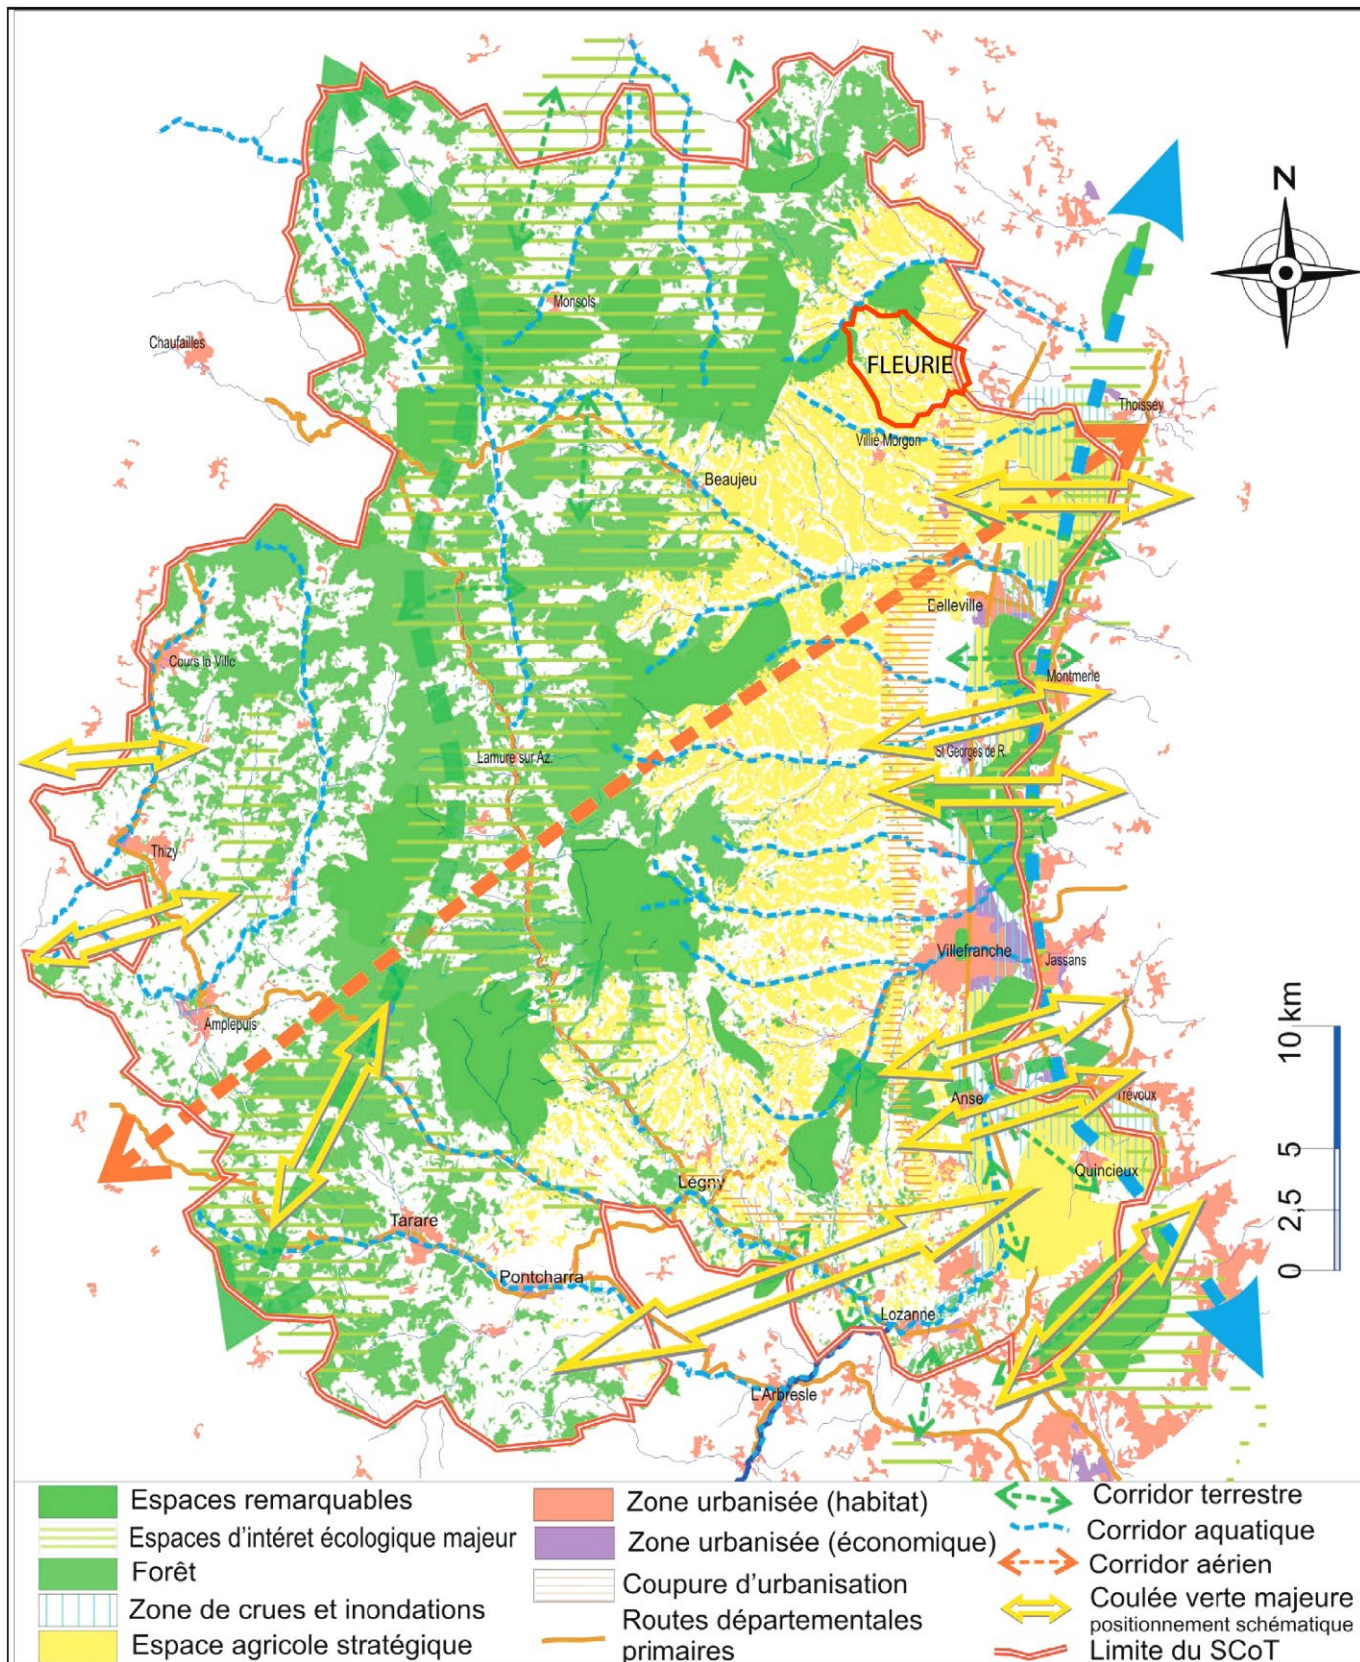 N
Monsols
Chaufailles
FLEURIE
Thoissey
Villié Morgon
Beaujeu
Belleville
Cours la Ville
Montmerle
St Georges de R.
Lamure sur Az.
Thizy
Villefranche
Jassans
Amplepuis
10 km
5
2,5
0
Anse
Trévoux
Quincieux
Legny
Tarare
Pontcharra
Lozanne
L'Arbresle
Espaces remarquables
Espaces d'intéret écologique majeur
Forêt
Zone de crues et inondations
Espace agricole stratégique
Zone urbanisée (habitat)
Zone urbanisée (économique)
Coupure d'urbanisation
Routes départementales
primaires
Corridor terrestre
Corridor aquatique
Corridor aérien
Coulée verte majeure
positionnement schématique
Limite du SCoT